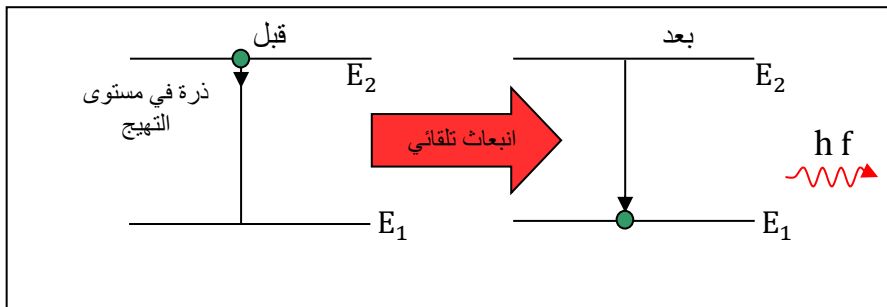 قبل
بعد
E₂
E₂
ذرة في مستوى
التهيج
انبعاث تلقائي
h f
E₁
E₁